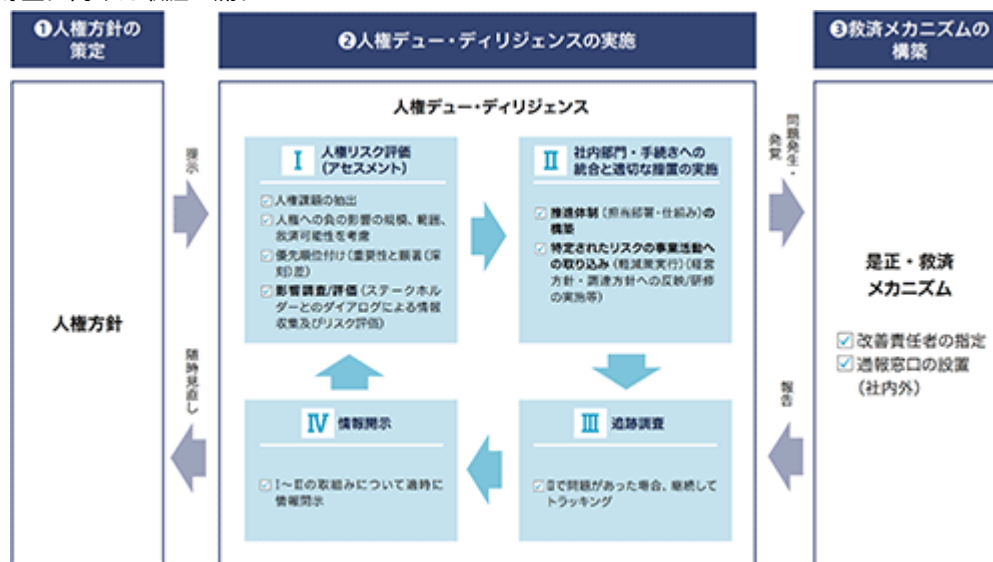 ❶人権方針の
策定
❷人権デュー・ディリジェンスの実施
❸救済メカニズムの
構築
人権方針
提示
随時見直し
人権デュー・ディリジェンス
Ⅰ 人権リスク評価
(アセスメント)
☑人権課題の抽出
☑人権への負の影響の規模、範囲、
救済可能性を考慮
☑優先順位付け(重要性と顕著(深
刻)差)
☑影響調査/評価(ステークホル
ダーとのダイアログによる情報
収集及びリスク評価)
Ⅱ 社内部門・手続きへの
統合と適切な措置の実施
☑推進体制(担当部署・仕組み)の
構築
☑特定されたリスクの事業活動へ
の取り込み(軽減策実行)(経営
方針・調達方針への反映/研修
の実施等)
Ⅲ 追跡調査
☑Ⅱで問題があった場合、継続して
トラッキング
Ⅳ 情報開示
☑Ⅰ~Ⅲの取組みについて適時に
情報開示
問題発生・
発覚
報告
是正・救済
メカニズム
☑改善責任者の指定
☑通報窓口の設置
(社内外)